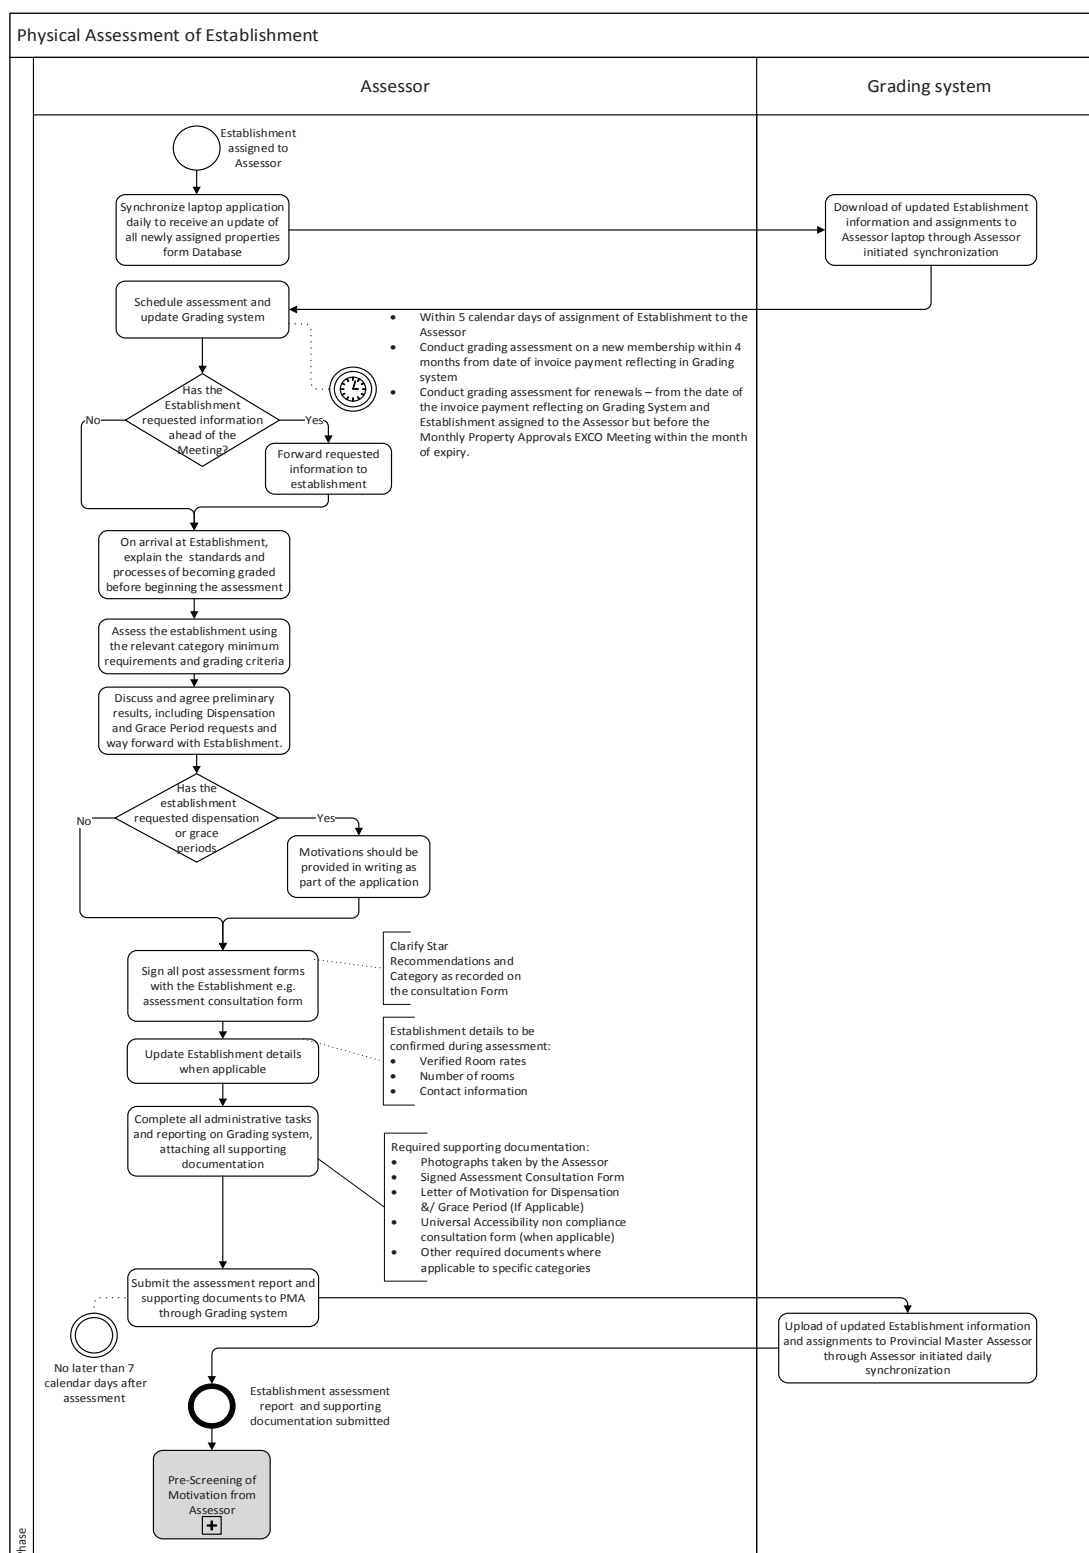 Physical Assessment of Establishment
Assessor
Grading system
Establishment
assigned to
Assessor
Synchronize laptop application
daily to receive an update of
all newly assigned properties
form Database
Download of updated Establishment
information and assignments to
Assessor laptop through Assessor
initiated synchronization
Schedule assessment and
update Grading system
• Within 5 calendar days of assignment of Establishment to the
Assessor
• Conduct grading assessment on a new membership within 4
months from date of invoice payment reflecting in Grading
system
• Conduct grading assessment for renewals – from the date of
the invoice payment reflecting on Grading System and
Establishment assigned to the Assessor but before the
Monthly Property Approvals EXCO Meeting within the month
of expiry.
Has the
Establishment
requested information
ahead of the
Meeting?
No
Yes
Forward requested
information to
establishment
On arrival at Establishment,
explain the standards and
processes of becoming graded
before beginning the assessment
Assess the establishment using
the relevant category minimum
requirements and grading criteria
Discuss and agree preliminary
results, including Dispensation
and Grace Period requests and
way forward with Establishment.
Has the
establishment
requested dispensation
or grace
periods
No
Yes
Motivations should be
provided in writing as
part of the application
Sign all post assessment forms
with the Establishment e.g.
assessment consultation form
Clarify Star
Recommendations and
Category as recorded on
the consultation Form
Update Establishment details
when applicable
Establishment details to be
confirmed during assessment:
• Verified Room rates
• Number of rooms
• Contact information
Complete all administrative tasks
and reporting on Grading system,
attaching all supporting
documentation
Required supporting documentation:
• Photographs taken by the Assessor
• Signed Assessment Consultation Form
• Letter of Motivation for Dispensation
&/ Grace Period (If Applicable)
• Universal Accessibility non compliance
consultation form (when applicable)
• Other required documents where
applicable to specific categories
Submit the assessment report and
supporting documents to PMA
through Grading system
No later than 7
calendar days after
assessment
Upload of updated Establishment information
and assignments to Provincial Master Assessor
through Assessor initiated daily
synchronization
Establishment assessment
report and supporting
documentation submitted
Pre-Screening of
Motivation from
Assessor
Phase